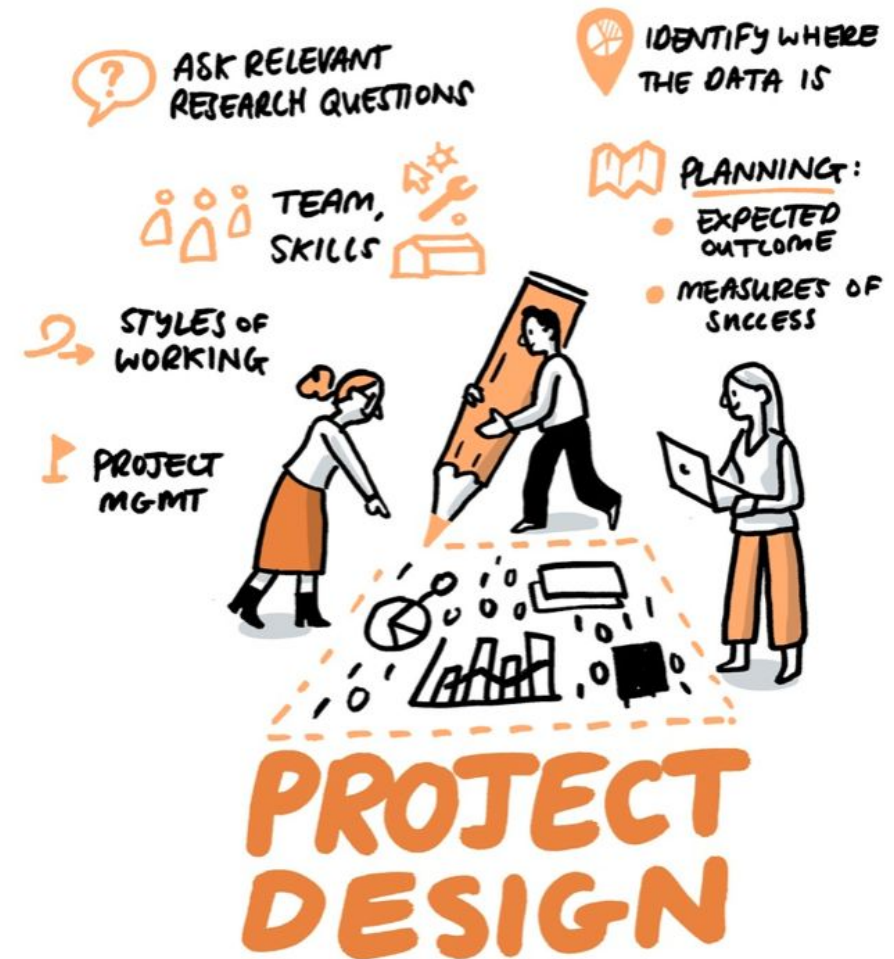 ASK RELEVANT
RESEARCH QUESTIONS
IDENTIFY WHERE
THE DATA IS
TEAM,
SKILLS
PLANNING:
EXPECTED
OUTCOME
MEASURES OF
SUCCESS
STYLES OF
WORKING
PROJECT
MGMT
PROJECT
DESIGN